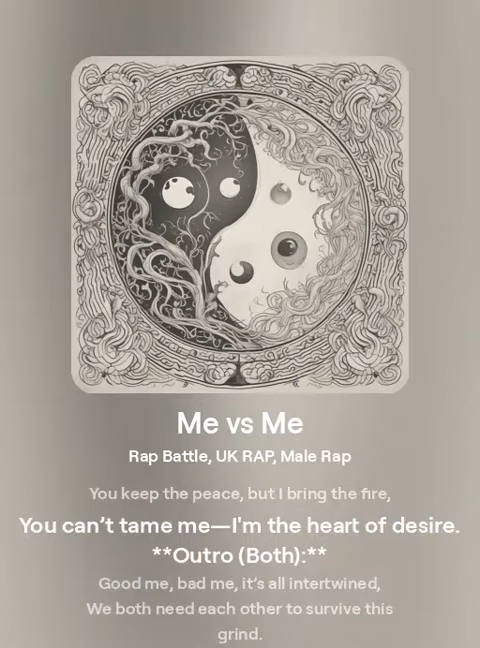 Me vs Me
Rap Battle, UK RAP, Male Rap
You keep the peace, but I bring the fire,
You can’t tame me—I'm the heart of desire.
**Outro (Both):**
Good me, bad me, it’s all intertwined,
We both need each other to survive this
grind.